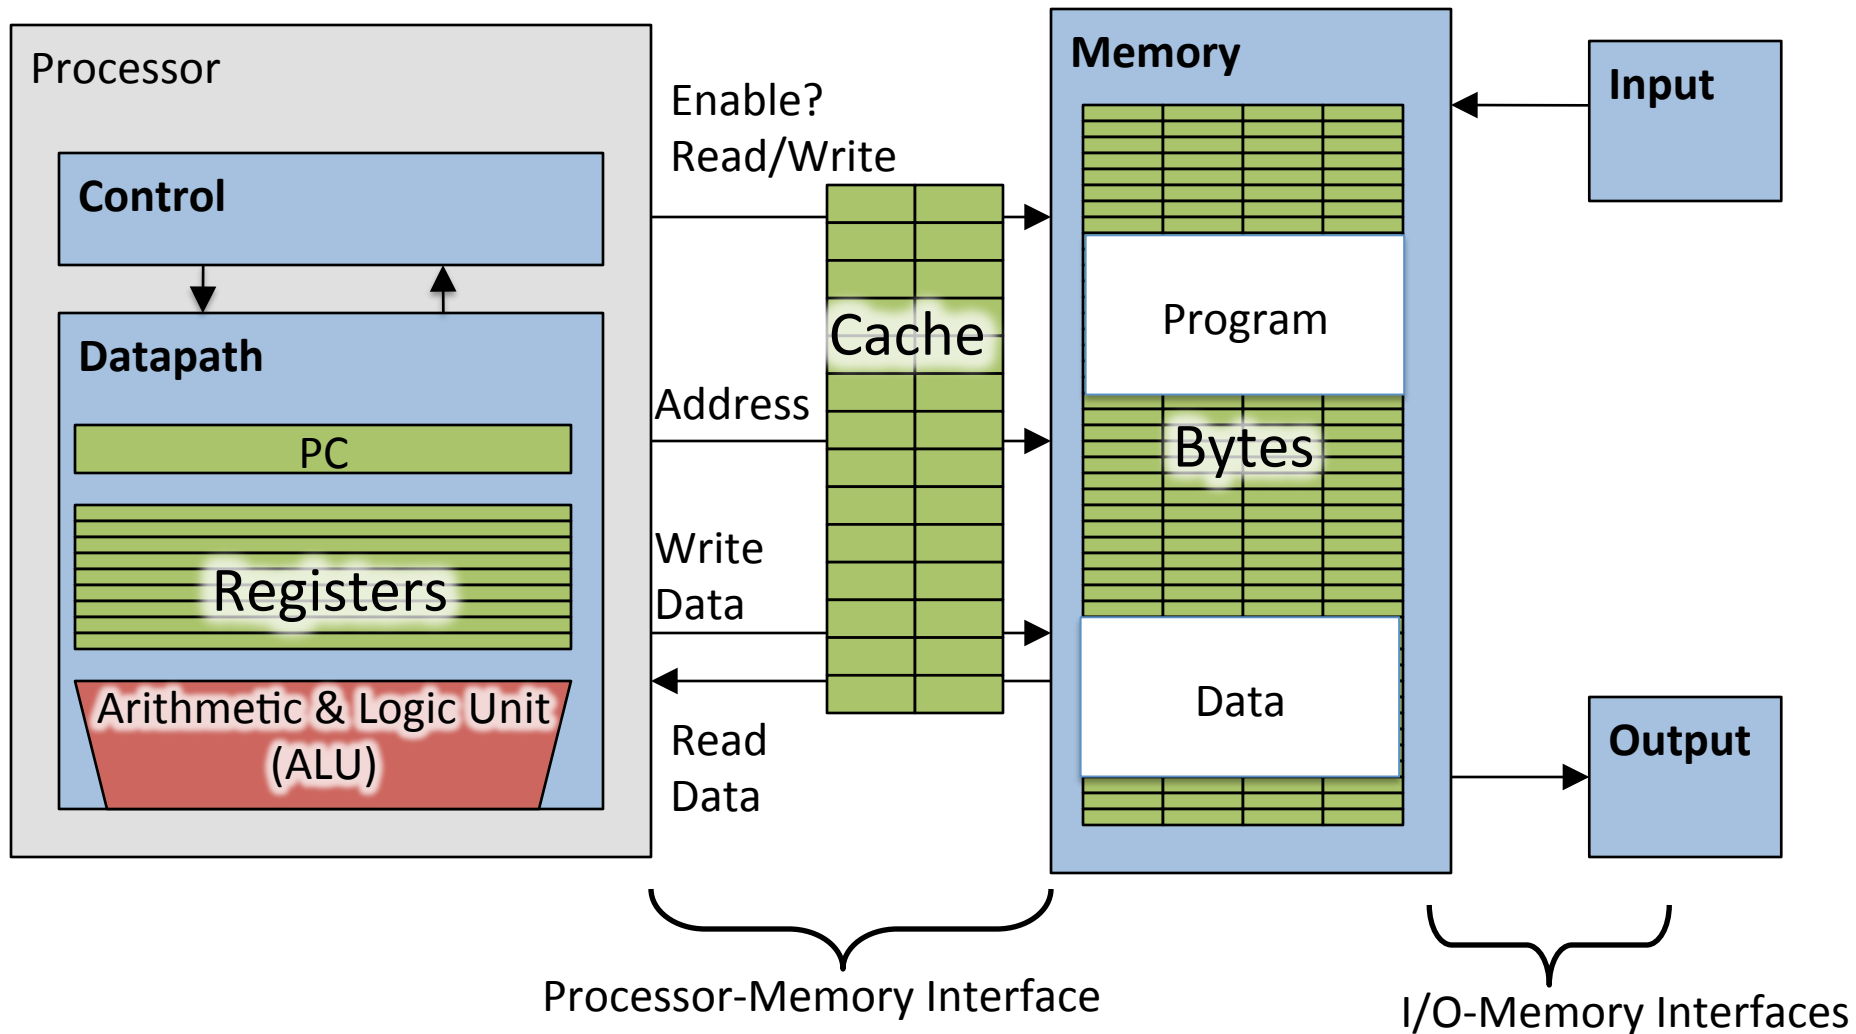 Processor
Control
Datapath
PC
Registers
Arithmetic & Logic Unit
(ALU)
Enable?
Read/Write
Cache
Address
Write
Data
Read
Data
Memory
Program
Bytes
Data
Input
Output
Processor-Memory Interface
I/O-Memory Interfaces